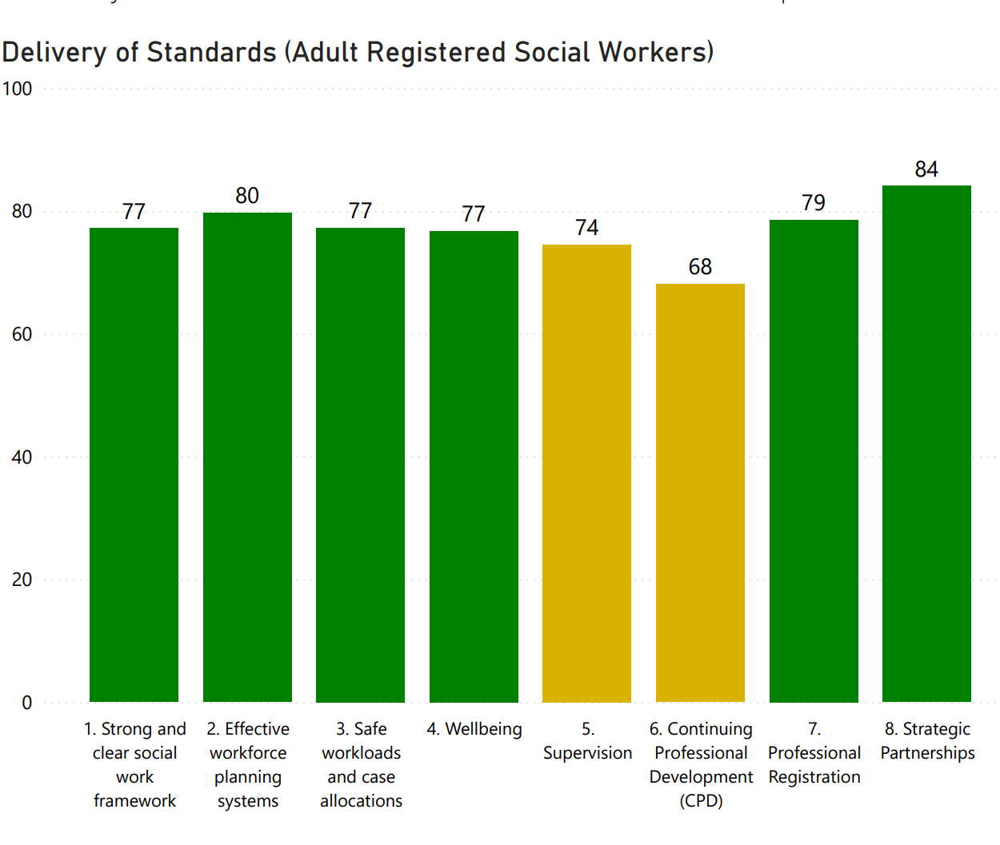 Delivery of Standards (Adult Registered Social Workers)
100
80
60
40
20
0
77
80
77
77
74
68
79
84
1. Strong and
clear social
work
framework
2. Effective
workforce
planning
systems
3. Safe
workloads
and case
allocations
4. Wellbeing
5.
Supervision
6. Continuing
Professional
Development
(CPD)
7.
Professional
Registration
8. Strategic
Partnerships